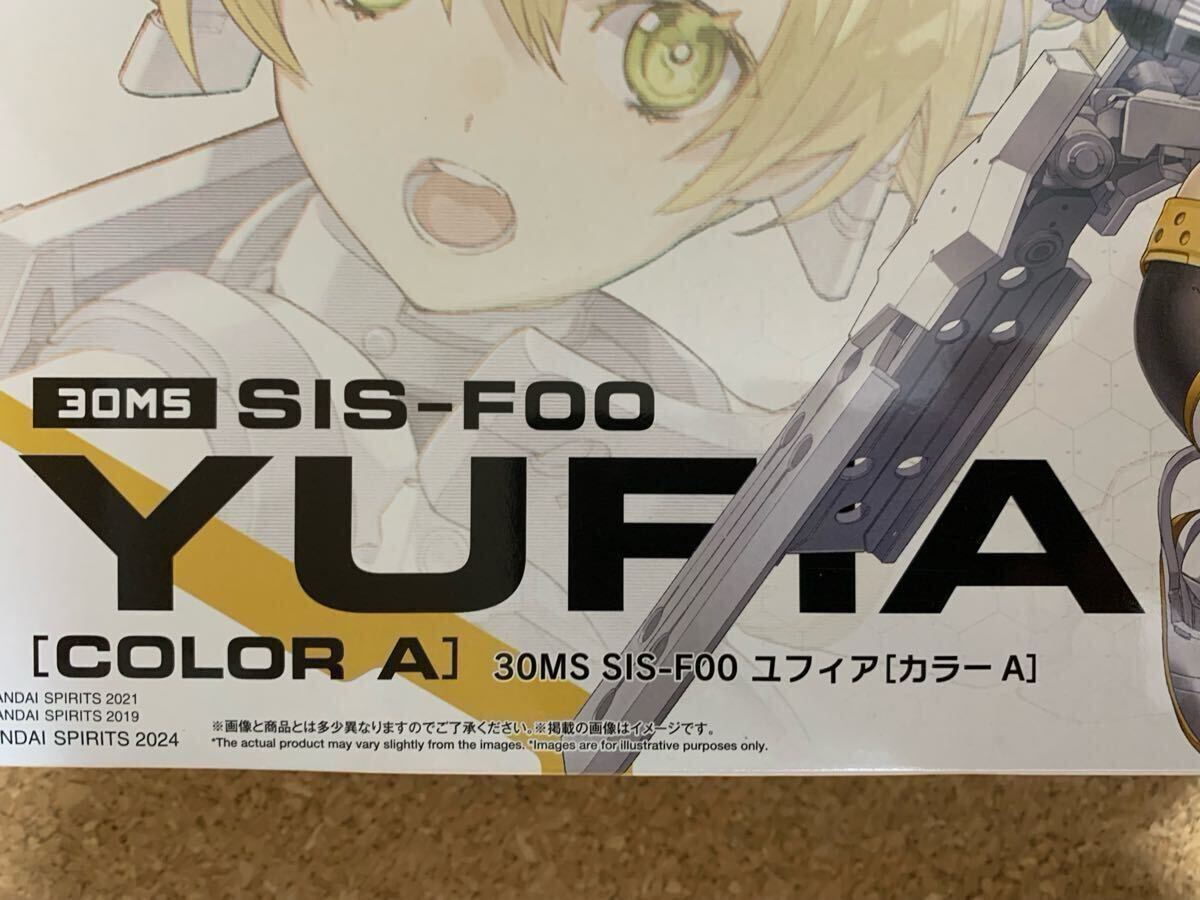 30MS SIS-F00
YUFIA
[COLOR A] 30MS SIS-F00 ユフィア[カラー A]
ANDAI SPIRITS 2021
ANDAI SPIRITS 2019
ANDAI SPIRITS 2024
※画像と商品とは多少異なりますのでご了承ください。※掲載の画像はイメージです。
*The actual product may vary slightly from the images. *Images are for illustrative purposes only.